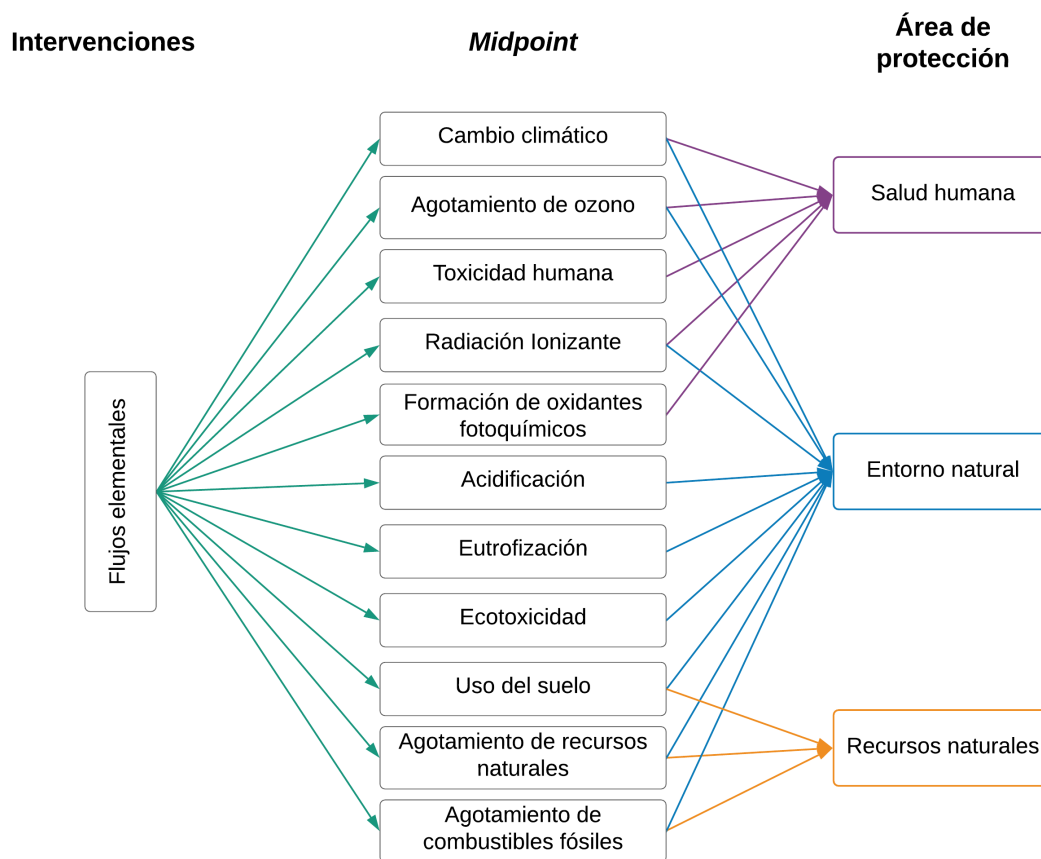 Intervenciones
Midpoint
Área de
protección
Flujos elementales
Cambio climático
Agotamiento de ozono
Toxicidad humana
Radiación Ionizante
Formación de oxidantes
fotoquímicos
Acidificación
Eutrofización
Ecotoxicidad
Uso del suelo
Agotamiento de recursos
naturales
Agotamiento de
combustibles fósiles
Salud humana
Entorno natural
Recursos naturales